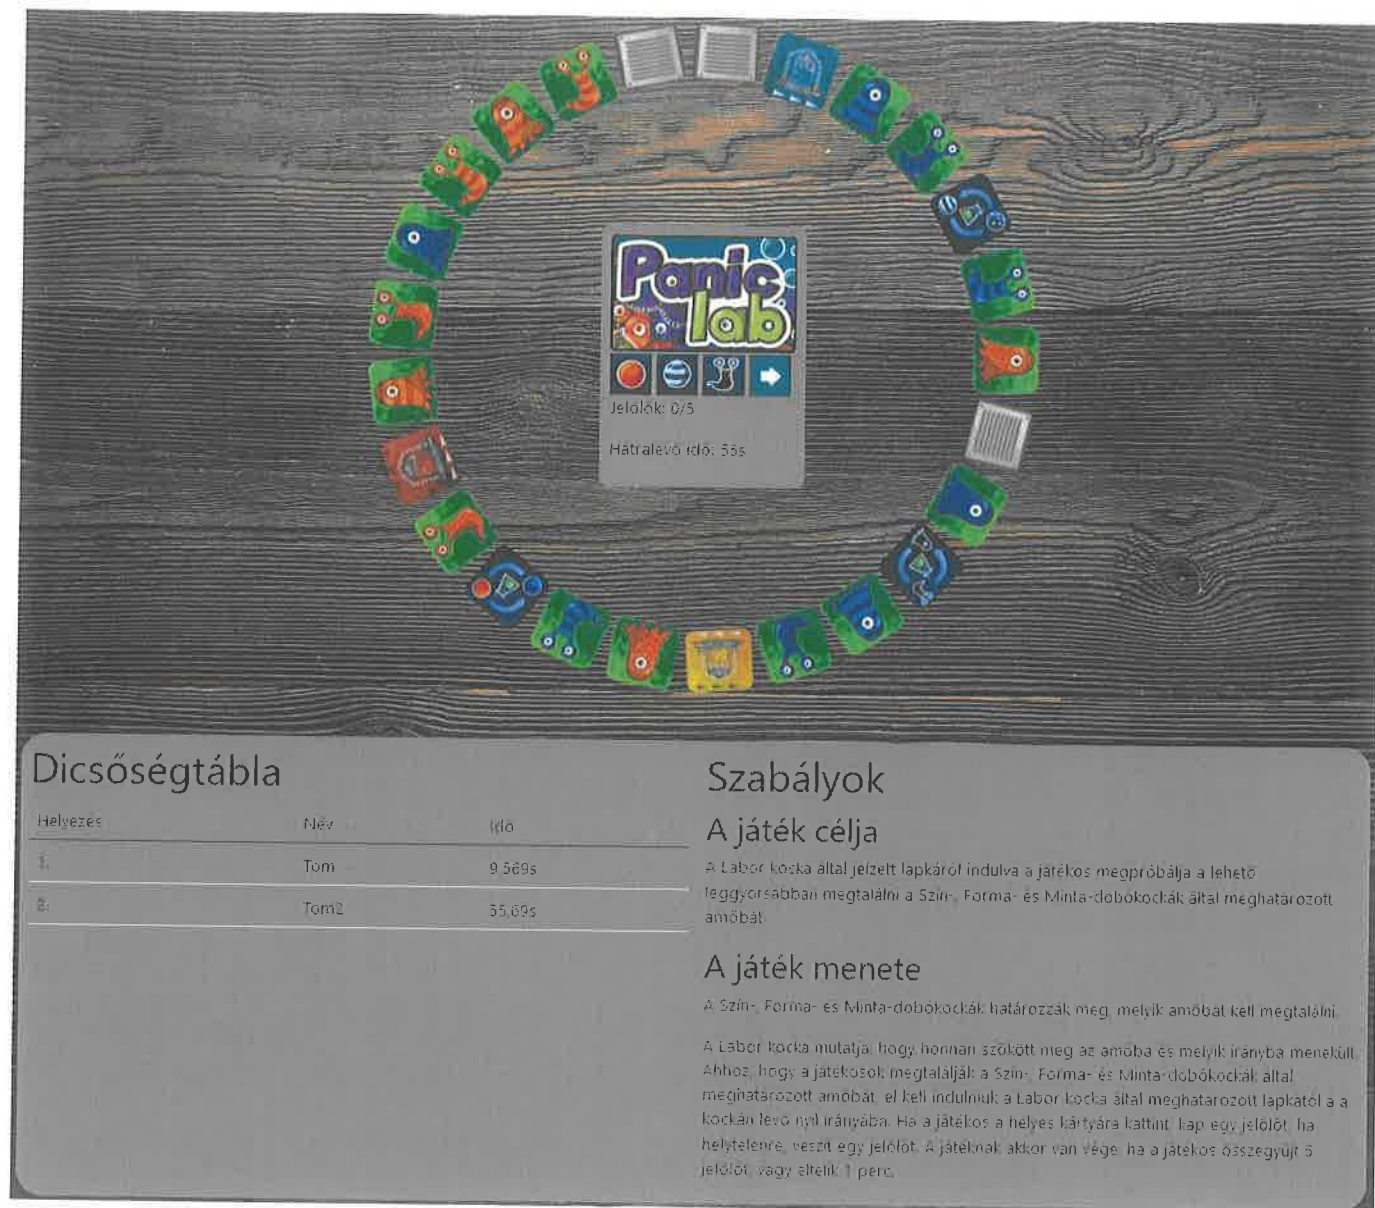 Panic
lab
Jelölők: 0/5
Hátralevő idő: 55s
Dicsőségtábla
Helyezés Név Idő
1. Tom 9,569s
2. Tom2 55,69s
Szabályok
A játék célja
A Labor kocka által jelzett lapkáról indulva a játékos megpróbálja a lehető
leggyorsabban megtalálni a Szín-, Forma- és Minta-dobókockák által meghatározott
amőbát.
A játék menete
A Szín-, Forma- és Minta-dobókockák határozzák meg, melyik amőbát kell megtalálni.
A Labor kocka mutatja, hogy honnan szökött meg az amőba és melyik irányba menekült.
Ahhoz, hogy a játékosok megtalálják a Szín-, Forma- és Minta-dobókockák által
meghatározott amőbát, el kell indulniuk a Labor kocka által meghatározott lapkától a a
kockán levő nyíl irányába. Ha a játékos a helyes kártyára kattint, kap egy jelölőt, ha
helytelenre, veszít egy jelölőt. A játéknak akkor van vége, ha a játékos összegyűjt 5
jelölőt, vagy eltelik 1 perc.